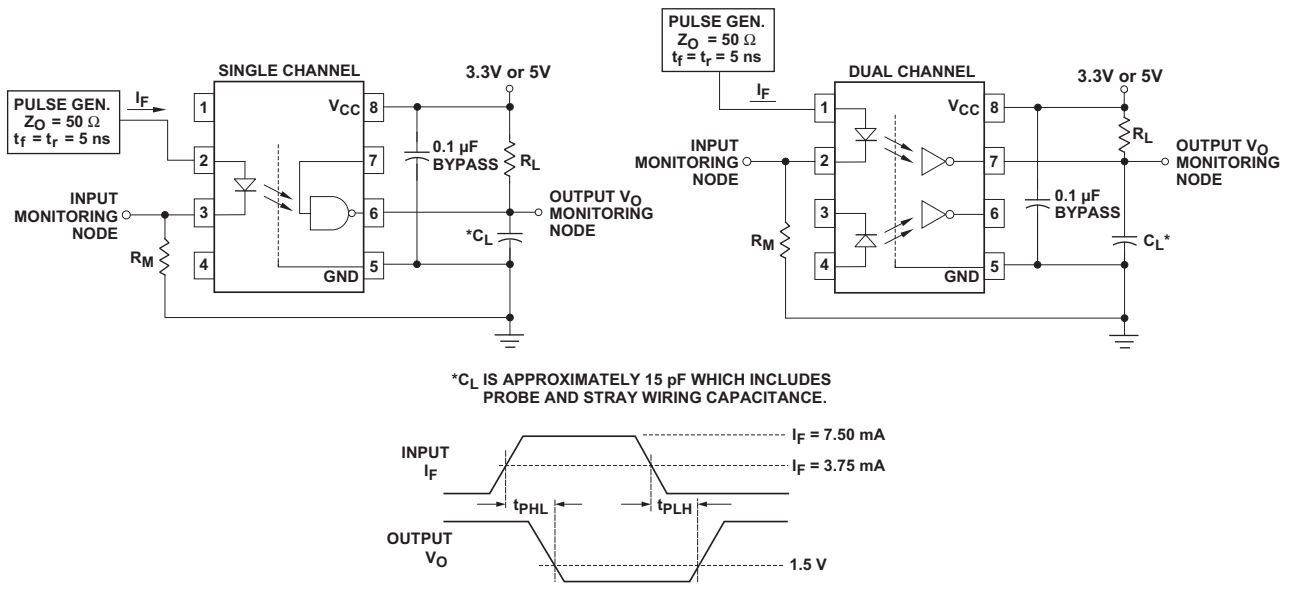 PULSE GEN.
Z_O = 50 Ω
t_f = t_r = 5 ns
I_F
SINGLE CHANNEL
1
2
3
4
V_CC 8
7
6
5
GND
3.3V or 5V
0.1 µF
BYPASS
R_L
OUTPUT V_O
MONITORING
NODE
*C_L
INPUT
MONITORING
NODE
R_M
PULSE GEN.
Z_O = 50 Ω
t_f = t_r = 5 ns
I_F
DUAL CHANNEL
1
2
3
4
V_CC 8
7
6
5
GND
3.3V or 5V
R_L
OUTPUT V_O
MONITORING
NODE
0.1 µF
BYPASS
C_L*
INPUT
MONITORING
NODE
R_M
*C_L IS APPROXIMATELY 15 pF WHICH INCLUDES
PROBE AND STRAY WIRING CAPACITANCE.
INPUT
I_F
I_F = 7.50 mA
I_F = 3.75 mA
t_PHL
t_PLH
OUTPUT
V_O
1.5 V